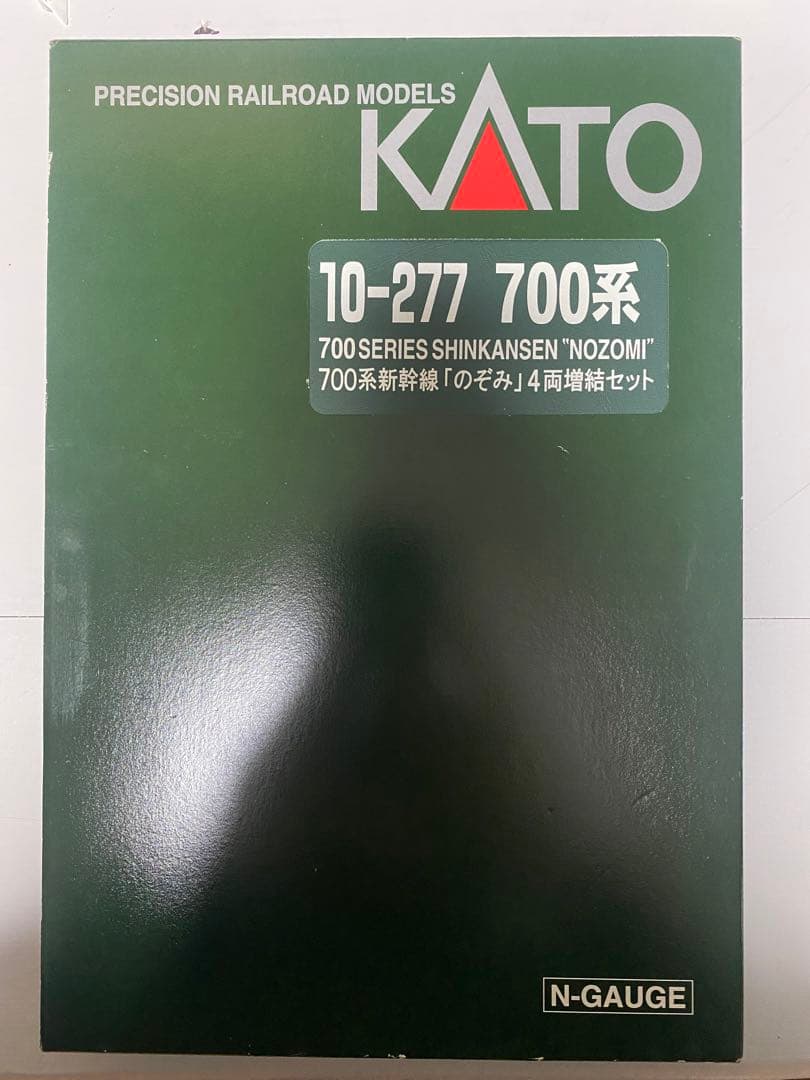 PRECISION RAILROAD MODELS
KATO
10-277 700系
700 SERIES SHINKANSEN "NOZOMI"
700系新幹線「のぞみ」4両増結セット
N-GAUGE